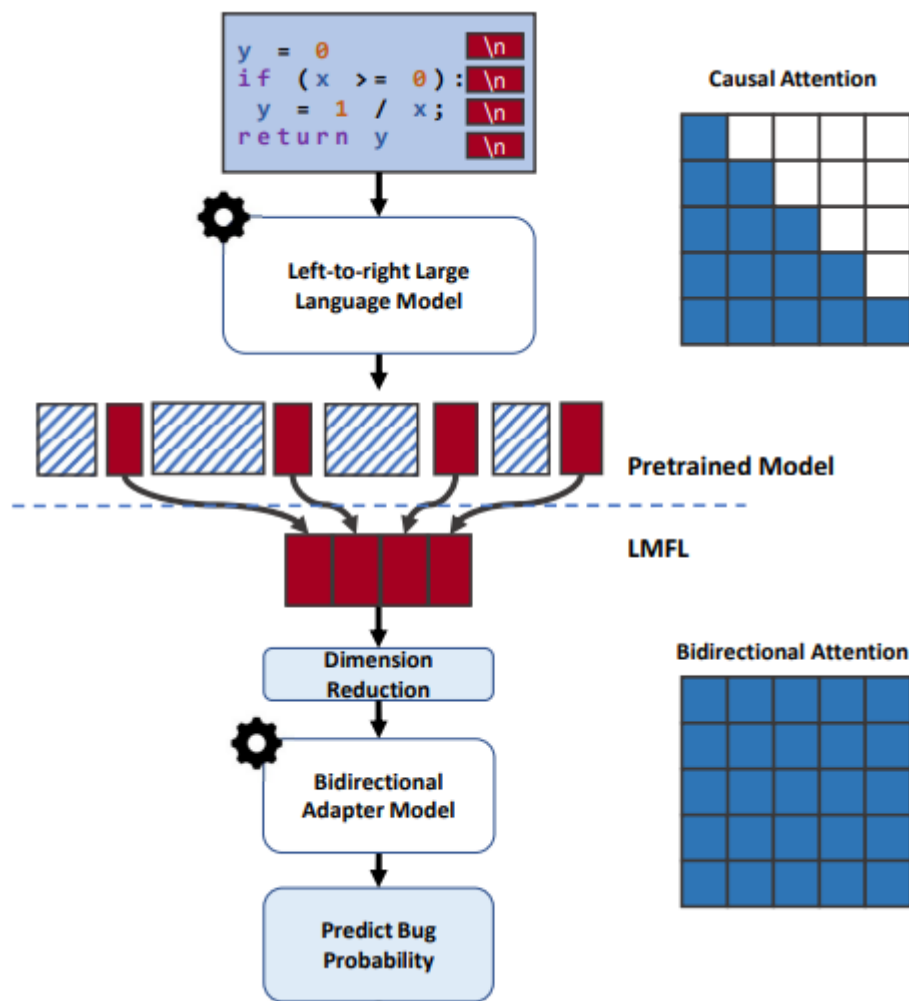 y = 0 \n
if (x >= 0): \n
y = 1 / x; \n
return y \n
Causal Attention
Left-to-right Large
Language Model
Pretrained Model
LMFL
Dimension
Reduction
Bidirectional Attention
Bidirectional
Adapter Model
Predict Bug
Probability